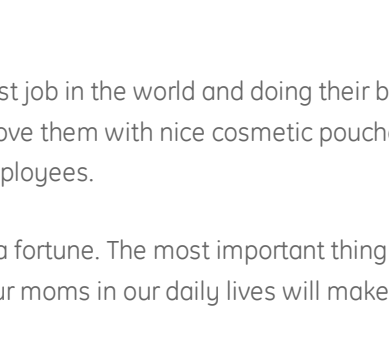 st job in the world and doing their b
ove them with nice cosmetic pouch
ployees.
a fortune. The most important thing
ur moms in our daily lives will make